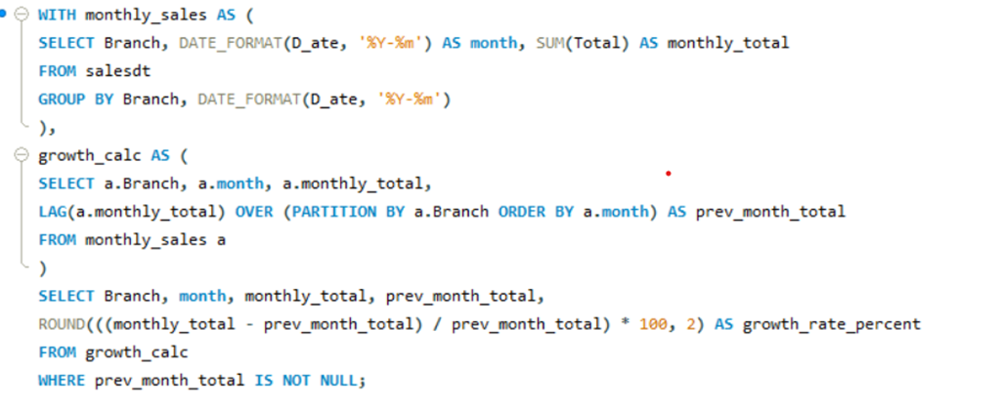 WITH monthly_sales AS (
SELECT Branch, DATE_FORMAT(D_ate, '%Y-%m') AS month, SUM(Total) AS monthly_total
FROM salesdt
GROUP BY Branch, DATE_FORMAT(D_ate, '%Y-%m')
),
growth_calc AS (
SELECT a.Branch, a.month, a.monthly_total,
LAG(a.monthly_total) OVER (PARTITION BY a.Branch ORDER BY a.month) AS prev_month_total
FROM monthly_sales a
)
SELECT Branch, month, monthly_total, prev_month_total,
ROUND(((monthly_total - prev_month_total) / prev_month_total) * 100, 2) AS growth_rate_percent
FROM growth_calc
WHERE prev_month_total IS NOT NULL;